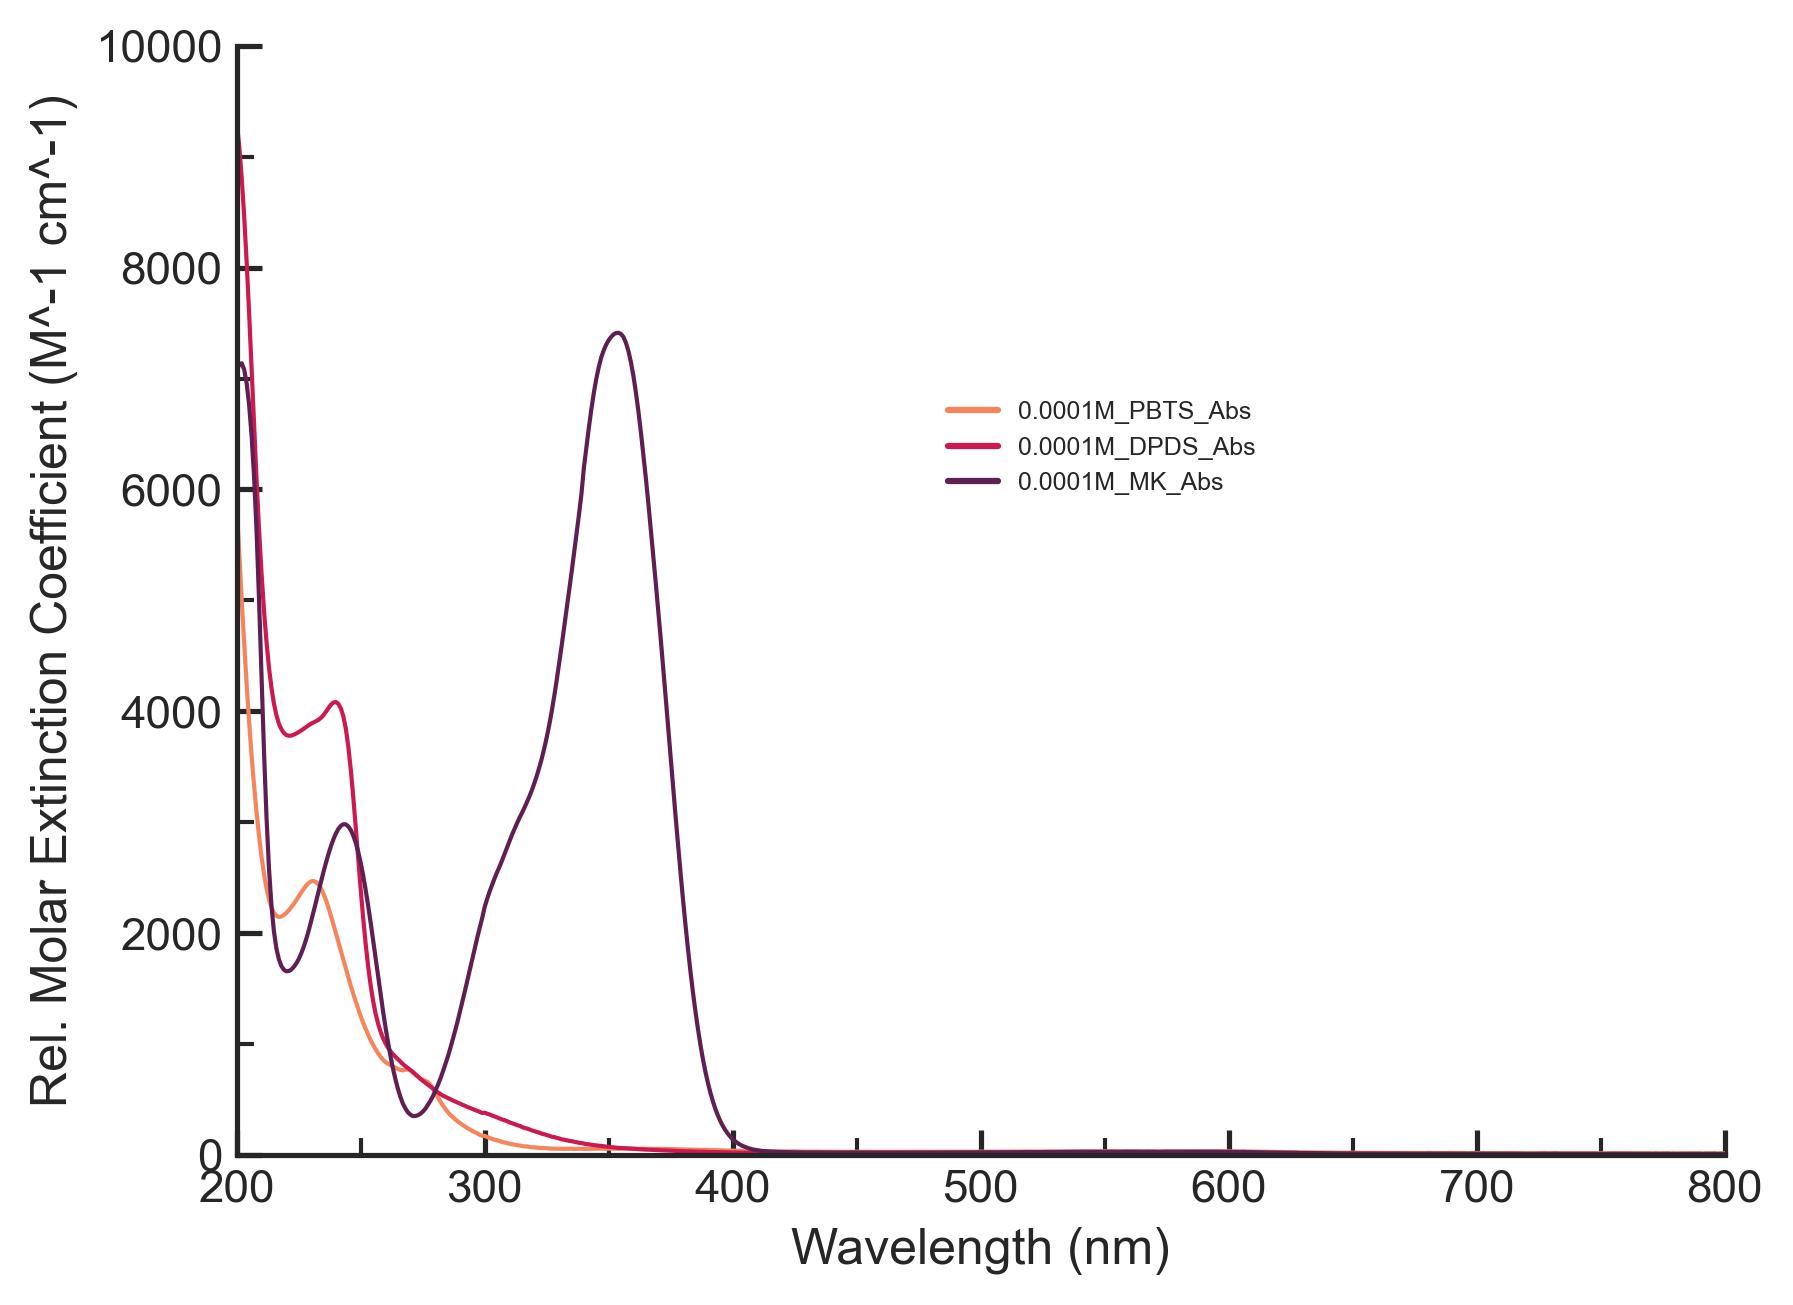 Rel. Molar Extinction Coefficient (M^-1 cm^-1)
10000
8000
6000
4000
2000
0
0.0001M_PBTS_Abs
0.0001M_DPDS_Abs
0.0001M_MK_Abs
200 300 400 500 600 700 800
Wavelength (nm)